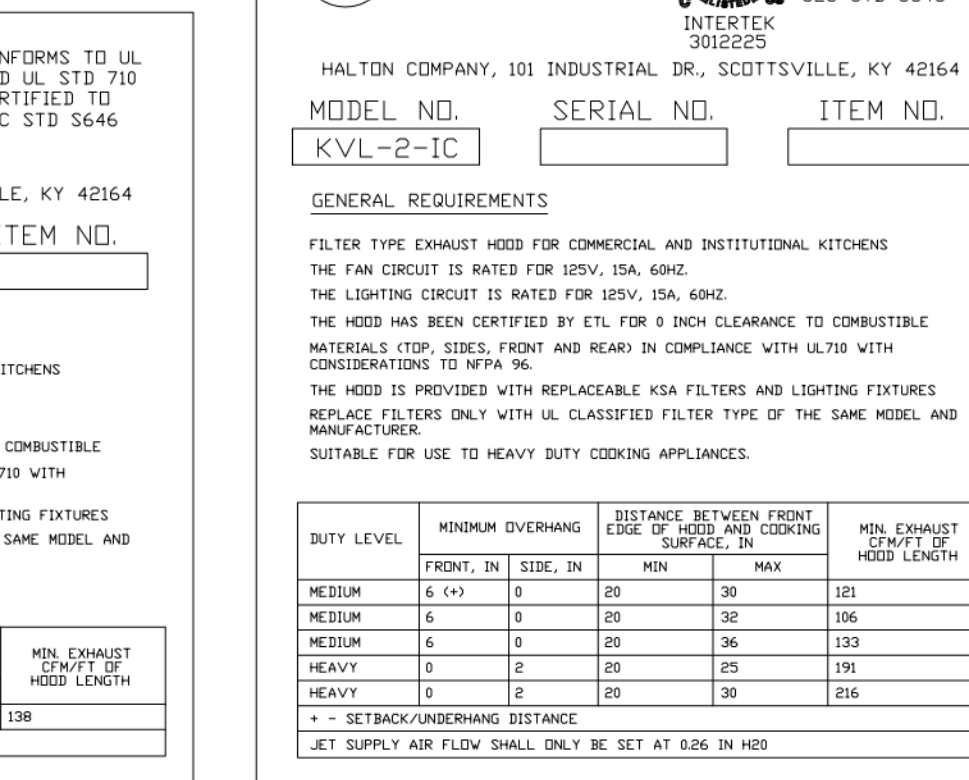 TO UL
UL STD 710
TO
STD S646
KY 42164
NO.
COMBUSTIBLE
WITH
FIXTURES
SAME MODEL AND
MIN. EXHAUST
CFM/FT OF
HOOD LENGTH
138
INTERTEK
3012225
HALTON COMPANY, 101 INDUSTRIAL DR., SCOTTSVILLE, KY 42164
MODEL NO. SERIAL NO. ITEM NO.
KVL-2-IC
GENERAL REQUIREMENTS
FILTER TYPE EXHAUST HOOD FOR COMMERCIAL AND INSTITUTIONAL KITCHENS
THE FAN CIRCUIT IS RATED FOR 125V, 15A, 60HZ.
THE LIGHTING CIRCUIT IS RATED FOR 125V, 15A, 60HZ.
THE HOOD HAS BEEN CERTIFIED BY ETL FOR 0 INCH CLEARANCE TO COMBUSTIBLE
MATERIALS (TOP, SIDES, FRONT AND REAR) IN COMPLIANCE WITH UL710 WITH
CONSIDERATIONS TO NFPA 96.
THE HOOD IS PROVIDED WITH REPLACEABLE KSA FILTERS AND LIGHTING FIXTURES
REPLACE FILTERS ONLY WITH UL CLASSIFIED FILTER TYPE OF THE SAME MODEL AND
MANUFACTURER.
SUITABLE FOR USE TO HEAVY DUTY COOKING APPLIANCES.
DUTY LEVEL
MINIMUM OVERHANG
DISTANCE BETWEEN FRONT
EDGE OF HOOD AND COOKING
SURFACE, IN
MIN. EXHAUST
CFM/FT OF
HOOD LENGTH
FRONT, IN SIDE, IN MIN MAX
MEDIUM 6 (+) 0 20 30 121
MEDIUM 6 0 20 32 106
MEDIUM 6 0 20 36 133
HEAVY 0 2 20 25 191
HEAVY 0 2 20 30 216
+ - SETBACK/UNDERHANG DISTANCE
JET SUPPLY AIR FLOW SHALL ONLY BE SET AT 0.26 IN H20